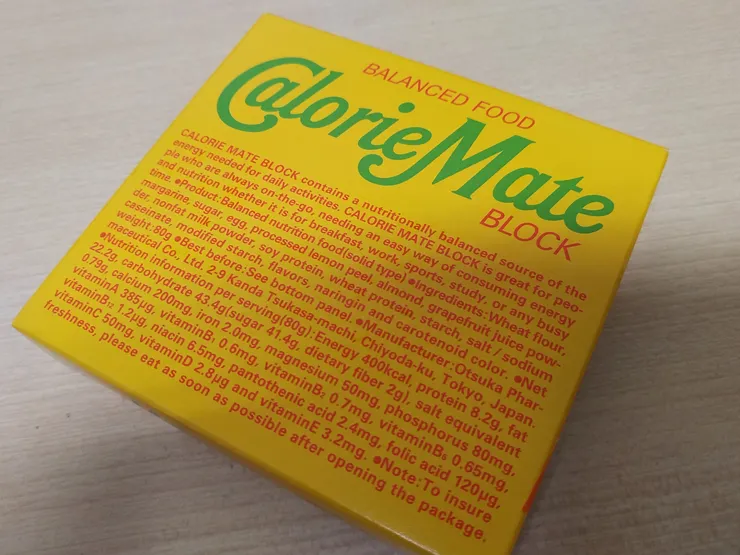 BALANCED FOOD
CalorieMate
BLOCK
CALORIE MATE BLOCK contains a nutritionally balanced source of the
energy needed for daily activities. CALORIE MATE BLOCK is great for peo-
ple who are always on-the-go, needing an easy way of consuming energy
and nutrition whether it is for breakfast, work, sports, study, or any busy
time. ●Product:Balanced nutrition food(solid type) ●Ingredients:Wheat flour,
margarine, sugar, egg, processed lemon peel, almond, grapefruit juice pow-
der, nonfat milk powder, soy protein, wheat protein, starch, salt / sodium
caseinate, modified starch, flavors, naringin and carotenoid color. ●Net
weight:80g ●Best before:See bottom panel. ●Manufacturer:Otsuka Phar-
maceutical Co., Ltd. 2-9 Kanda Tsukasa-machi, Chiyoda-ku, Tokyo, Japan.
●Nutrition information per serving(80g):Energy 400kcal, protein 8.2g, fat
22.2g, carbohydrate 43.4g(sugar 41.4g, dietary fiber 2g), salt equivalent
0.79g, calcium 200mg, iron 2.0mg, magnesium 50mg, phosphorus 80mg,
vitaminA 385μg, vitaminB₁ 0.6mg, vitaminB₂ 0.7mg, vitaminB₆ 0.65mg,
vitaminB₁₂ 1.2μg, niacin 6.5mg, pantothenic acid 2.4mg, folic acid 120μg,
vitaminC 50mg, vitaminD 2.8μg and vitaminE 3.2mg. ●Note:To insure
freshness, please eat as soon as possible after opening the package.